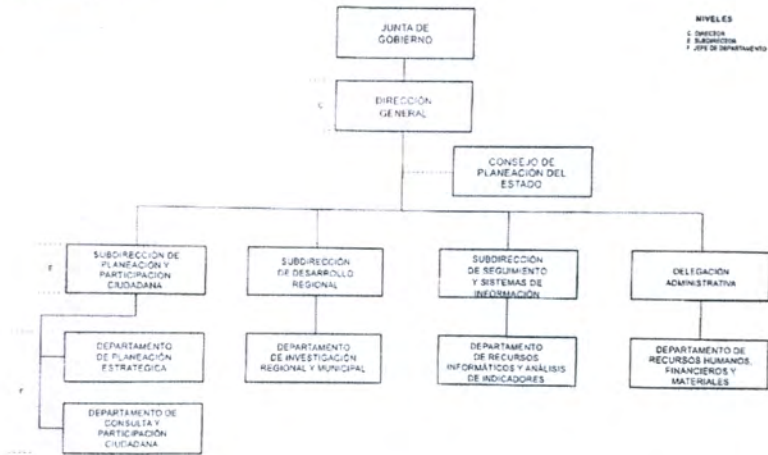 JUNTA DE
GOBIERNO
NIVELES
C DIRECTOR
E SUBDIRECTOR
F JEFE DE DEPARTAMENTO
C
DIRECCIÓN
GENERAL
CONSEJO DE
PLANEACIÓN DEL
ESTADO
E
SUBDIRECCIÓN DE
PLANEACIÓN Y
PARTICIPACIÓN
CIUDADANA
SUBDIRECCIÓN
DE DESARROLLO
REGIONAL
SUBDIRECCIÓN
DE SEGUIMIENTO
Y SISTEMAS DE
INFORMACIÓN
DELEGACIÓN
ADMINISTRATIVA
F
DEPARTAMENTO
DE PLANEACIÓN
ESTRATÉGICA
DEPARTAMENTO
DE INVESTIGACIÓN
REGIONAL Y MUNICIPAL
DEPARTAMENTO
DE RECURSOS
INFORMÁTICOS Y ANÁLISIS
DE INDICADORES
DEPARTAMENTO DE
RECURSOS HUMANOS,
FINANCIEROS Y
MATERIALES
DEPARTAMENTO DE
CONSULTA Y
PARTICIPACIÓN
CIUDADANA